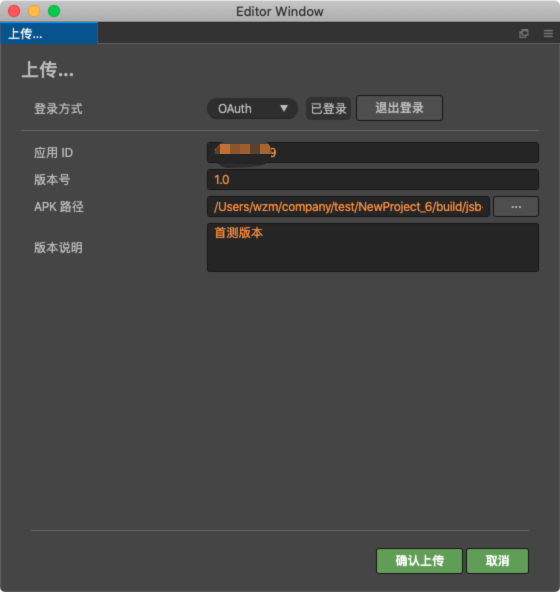 Editor Window
上传...
上传...
登录方式 OAuth 已登录 退出登录
应用 ID 9
版本号 1.0
APK 路径 /Users/wzm/company/test/NewProject_6/build/jsb- ...
版本说明 首测版本
确认上传 取消